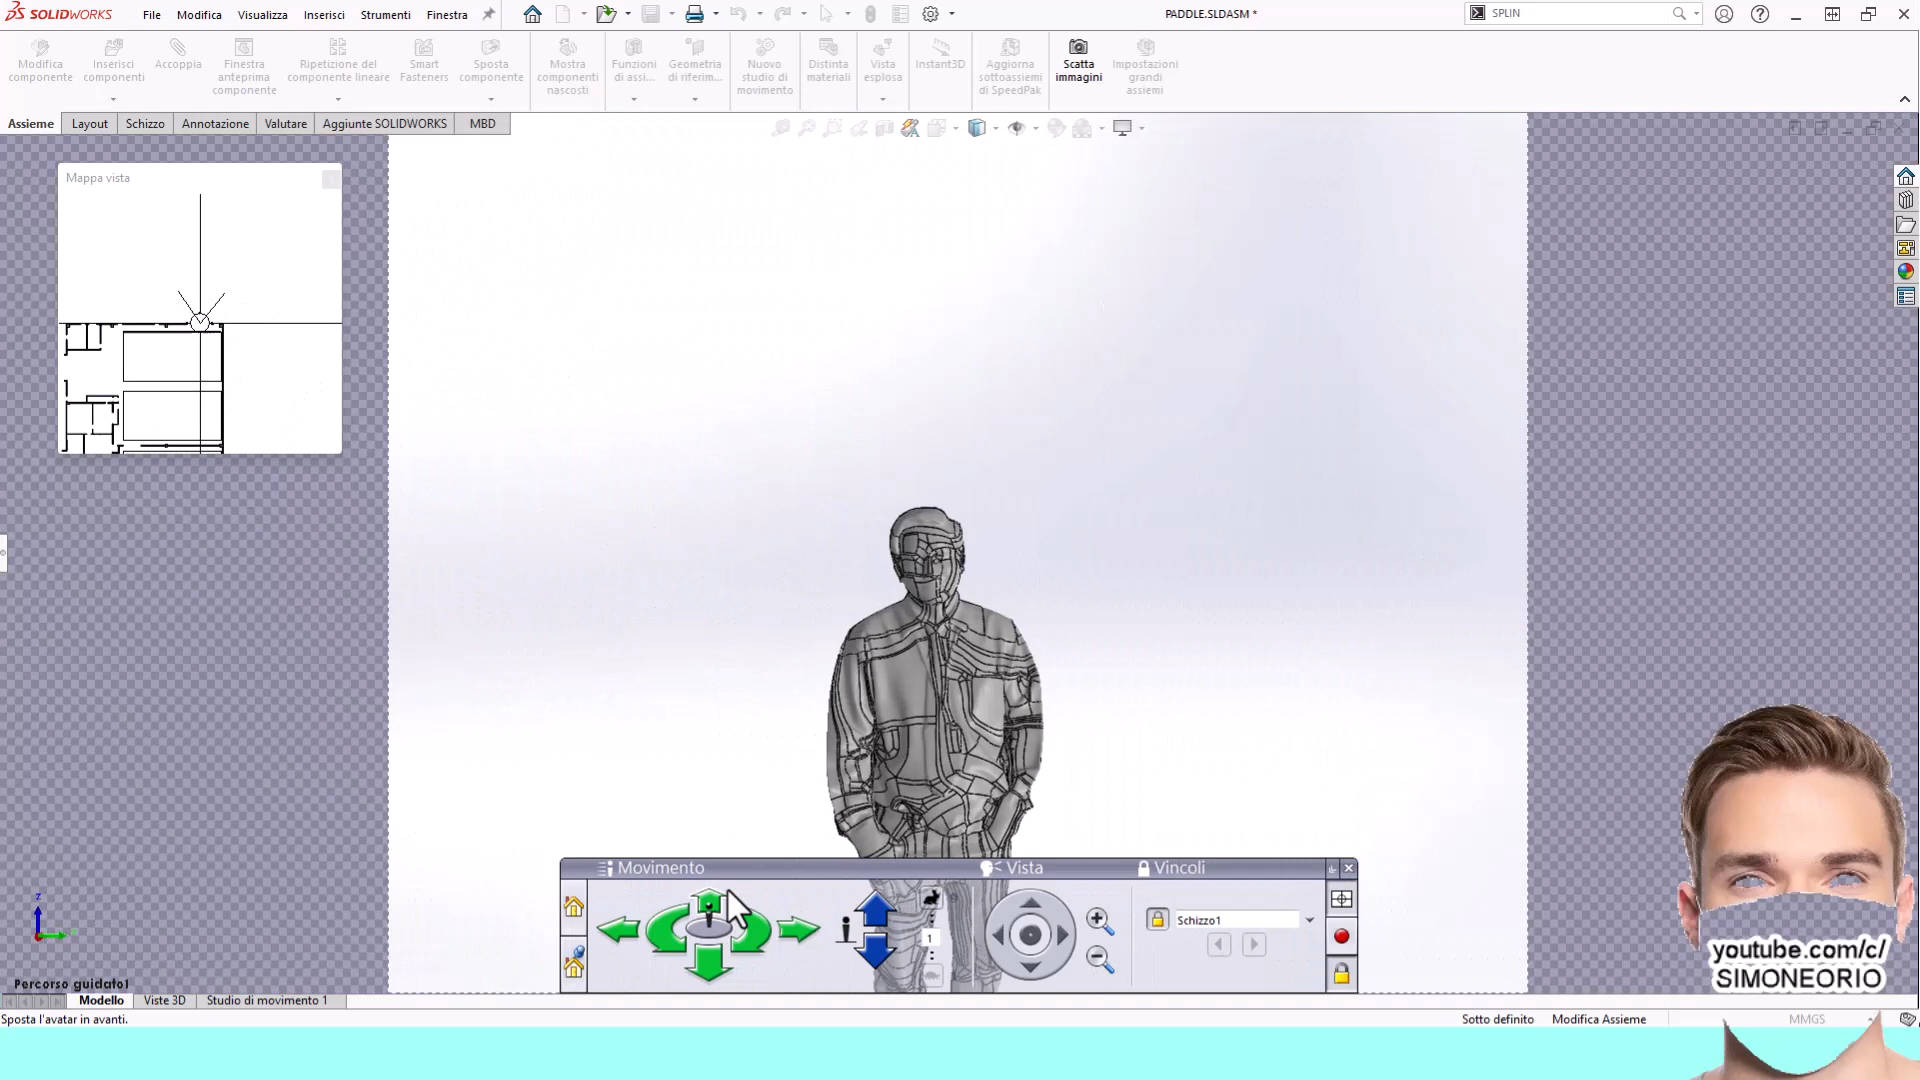 SOLIDWORKS
File
Modifica
Visualizza
Inserisci
Strumenti
Finestra
PADDLE.SLDASM *
SPLIN
Modifica
componente
Inserisci
componenti
Accoppia
Finestra
anteprima
componente
Ripetizione del
componente lineare
Smart
Fasteners
Sposta
componente
Mostra
componenti
nascosti
Funzioni
di assi...
Geometria
di riferim...
Nuovo
studio di
movimento
Distinta
materiali
Vista
esplosa
Instant3D
Aggiorna
sottoassiemi
di SpeedPak
Scatta
immagini
Impostazioni
grandi
assiemi
Assieme
Layout
Schizzo
Annotazione
Valutare
Aggiunte SOLIDWORKS
MBD
Mappa vista
Movimento
Vista
Vincoli
1
Schizzo1
z
Percorso guidato1
Modello
Viste 3D
Studio di movimento 1
Sposta l'avatar in avanti.
Sotto definito
Modifica Assieme
MMGS
youtube.com/c/
SIMONEORIO